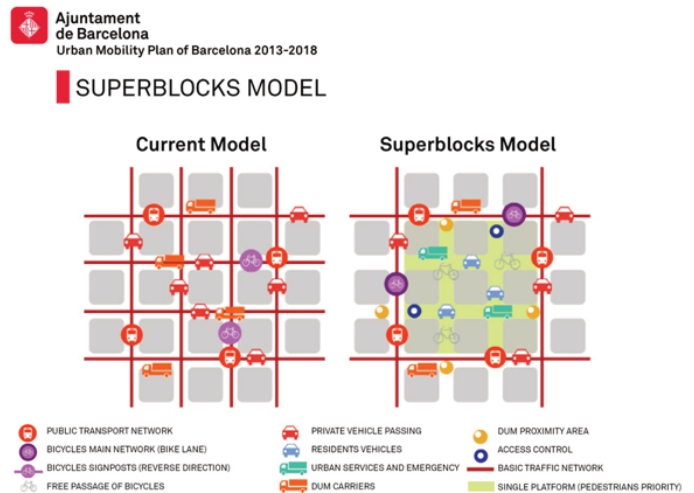 Ajuntament
de Barcelona
Urban Mobility Plan of Barcelona 2013-2018
SUPERBLOCKS MODEL
Current Model
Superblocks Model
PUBLIC TRANSPORT NETWORK
BICYCLES MAIN NETWORK (BIKE LANE)
BICYCLES SIGNPOSTS (REVERSE DIRECTION)
FREE PASSAGE OF BICYCLES
PRIVATE VEHICLE PASSING
RESIDENTS VEHICLES
URBAN SERVICES AND EMERGENCY
DUM CARRIERS
DUM PROXIMITY AREA
ACCESS CONTROL
BASIC TRAFFIC NETWORK
SINGLE PLATFORM (PEDESTRIANS PRIORITY)